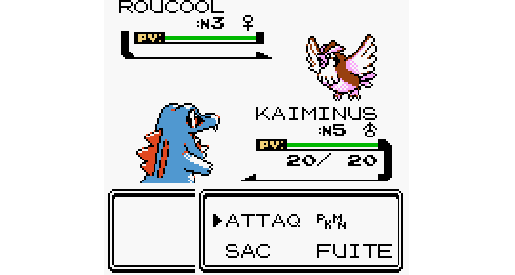 ROUCOOL
:N3 ♀
PV:
KAIMINUS
:N5 ♂
PV:
20/ 20
▶ATTAQ PKMN
SAC FUITE